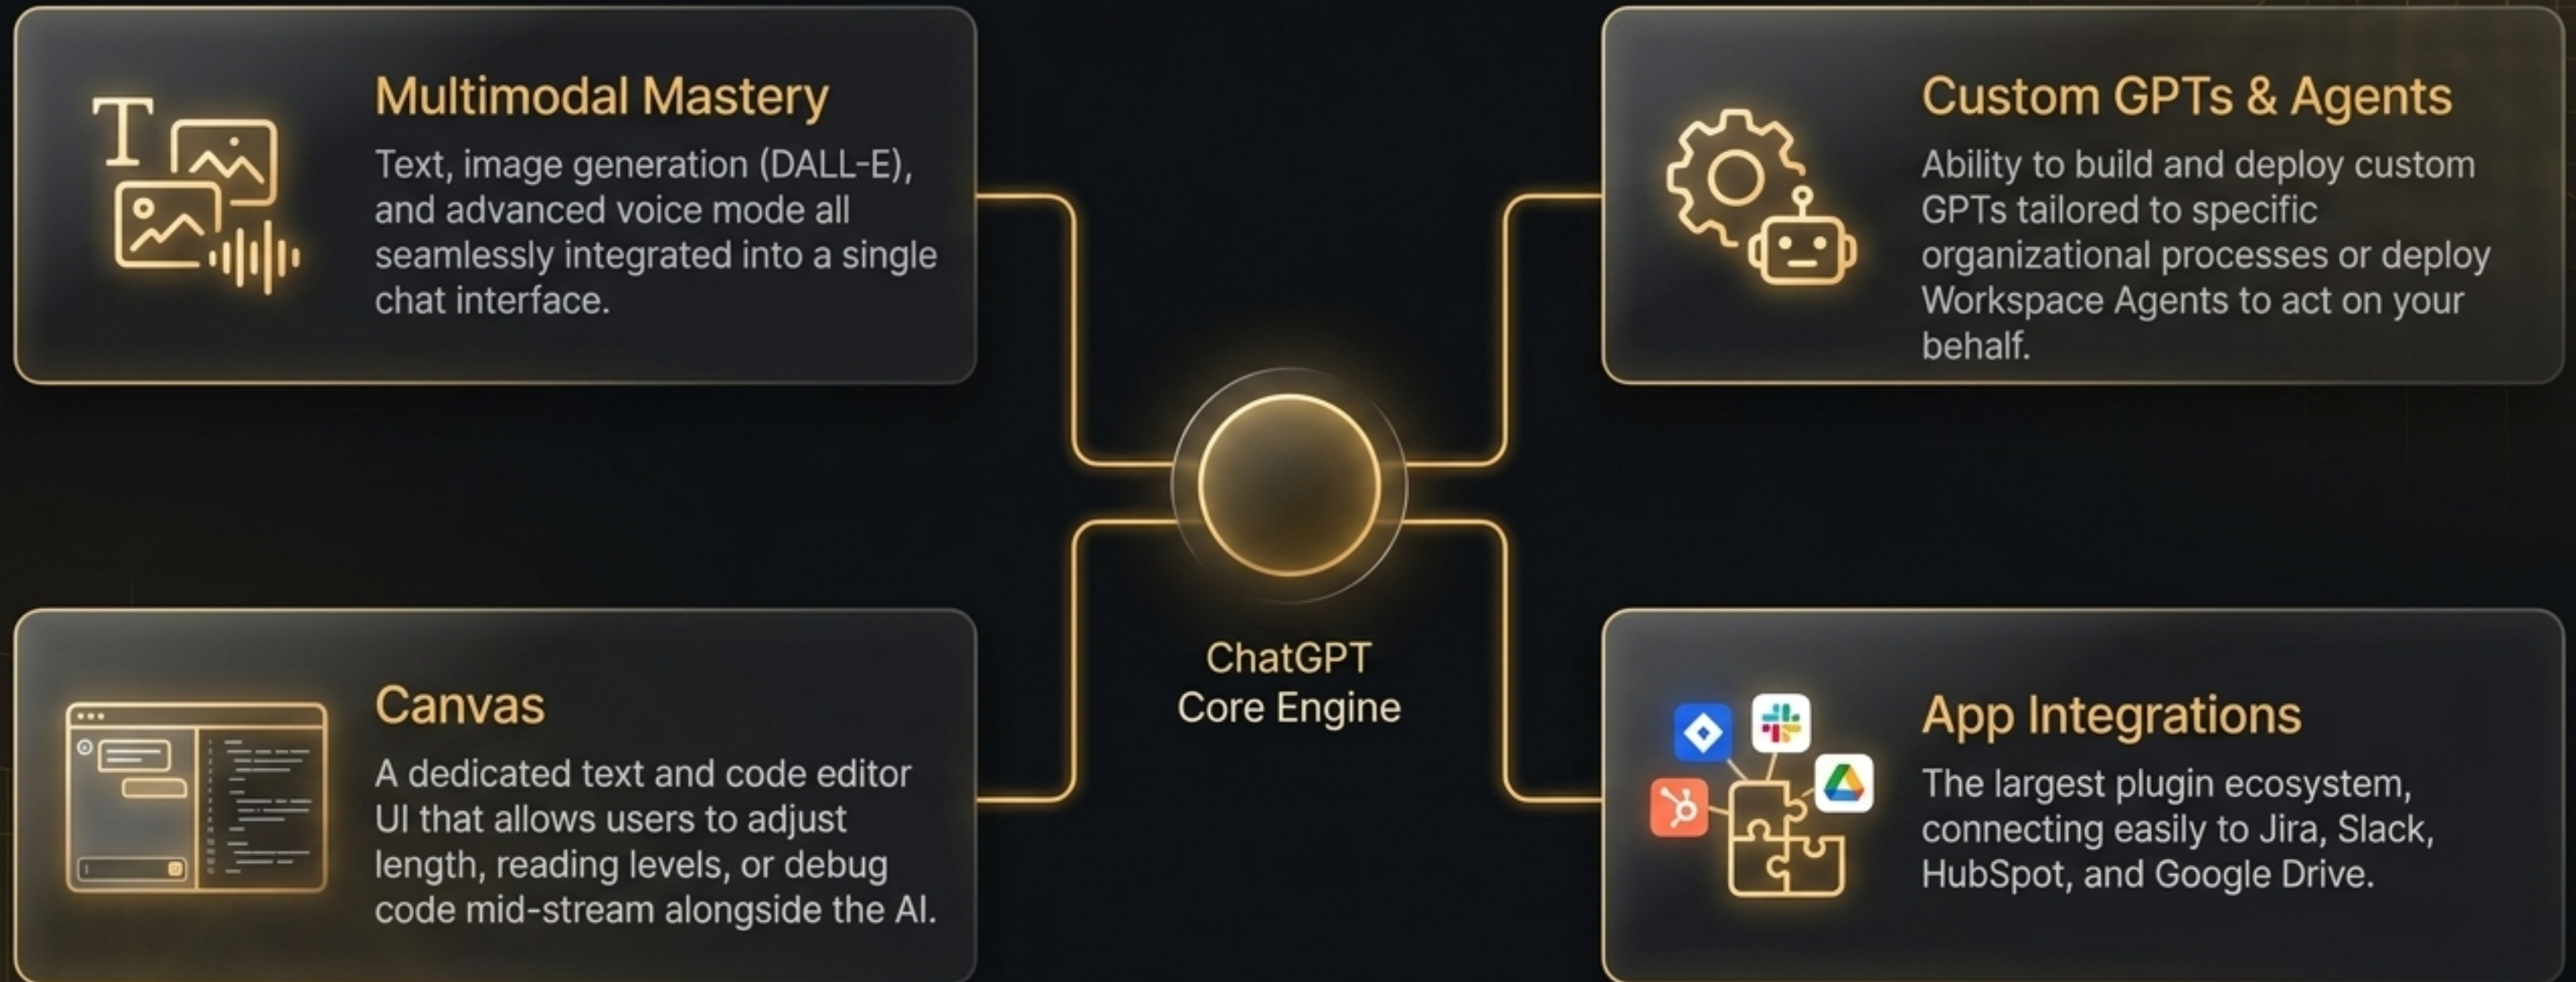 Multimodal Mastery
Text, image generation (DALL-E),
and advanced voice mode all
seamlessly integrated into a single
chat interface.
Custom GPTs & Agents
Ability to build and deploy custom
GPTs tailored to specific
organizational processes or deploy
Workspace Agents to act on your
behalf.
ChatGPT
Core Engine
Canvas
A dedicated text and code editor
UI that allows users to adjust
length, reading levels, or debug
code mid-stream alongside the AI.
App Integrations
The largest plugin ecosystem,
connecting easily to Jira, Slack,
HubSpot, and Google Drive.